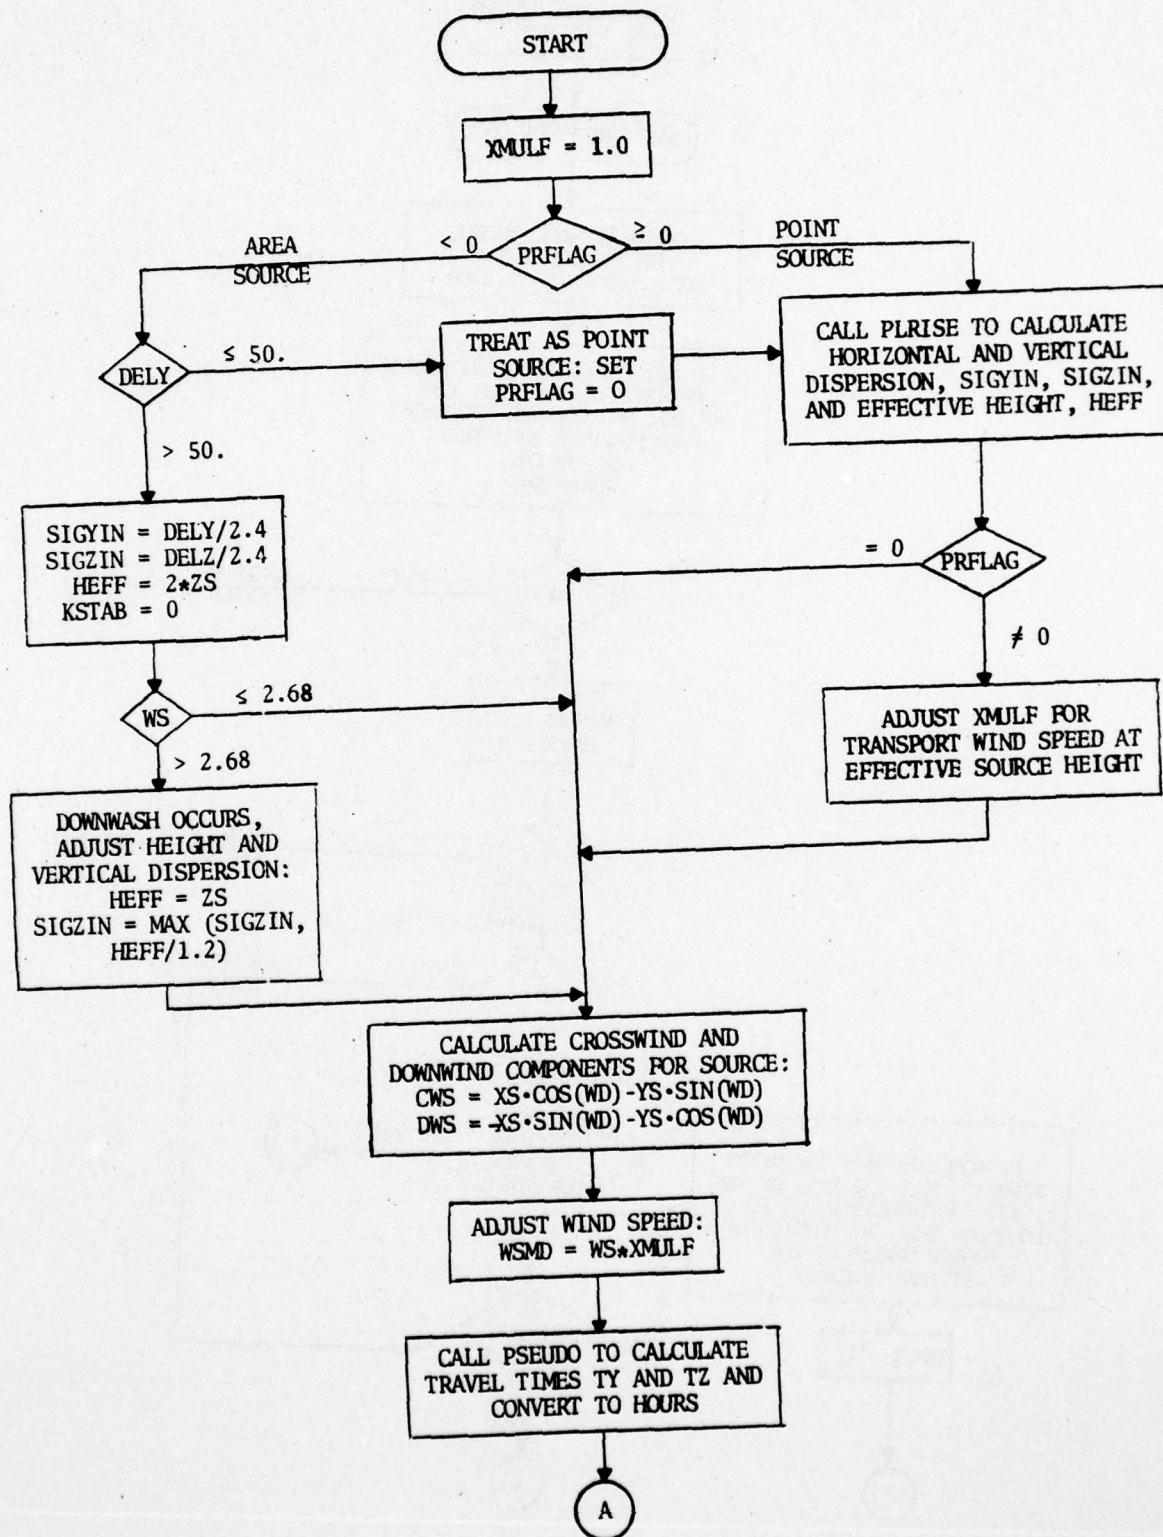 START
XMULF = 1.0
PRFLAG
< 0
≥ 0
AREA
SOURCE
POINT
SOURCE
DELY
≤ 50.
TREAT AS POINT
SOURCE: SET
PRFLAG = 0
CALL PLRISE TO CALCULATE
HORIZONTAL AND VERTICAL
DISPERSION, SIGYIN, SIGZIN,
AND EFFECTIVE HEIGHT, HEFF
> 50.
SIGYIN = DELY/2.4
SIGZIN = DELZ/2.4
HEFF = 2*ZS
KSTAB = 0
= 0
PRFLAG
≠ 0
WS
≤ 2.68
> 2.68
ADJUST XMULF FOR
TRANSPORT WIND SPEED AT
EFFECTIVE SOURCE HEIGHT
DOWNWASH OCCURS,
ADJUST HEIGHT AND
VERTICAL DISPERSION:
HEFF = ZS
SIGZIN = MAX (SIGZIN,
HEFF/1.2)
CALCULATE CROSSWIND AND
DOWNWIND COMPONENTS FOR SOURCE:
CWS = XS·COS(WD)-YS·SIN(WD)
DWS = -XS·SIN(WD)-YS·COS(WD)
ADJUST WIND SPEED:
WSMD = WS*XMULF
CALL PSEUDO TO CALCULATE
TRAVEL TIMES TY AND TZ AND
CONVERT TO HOURS
A